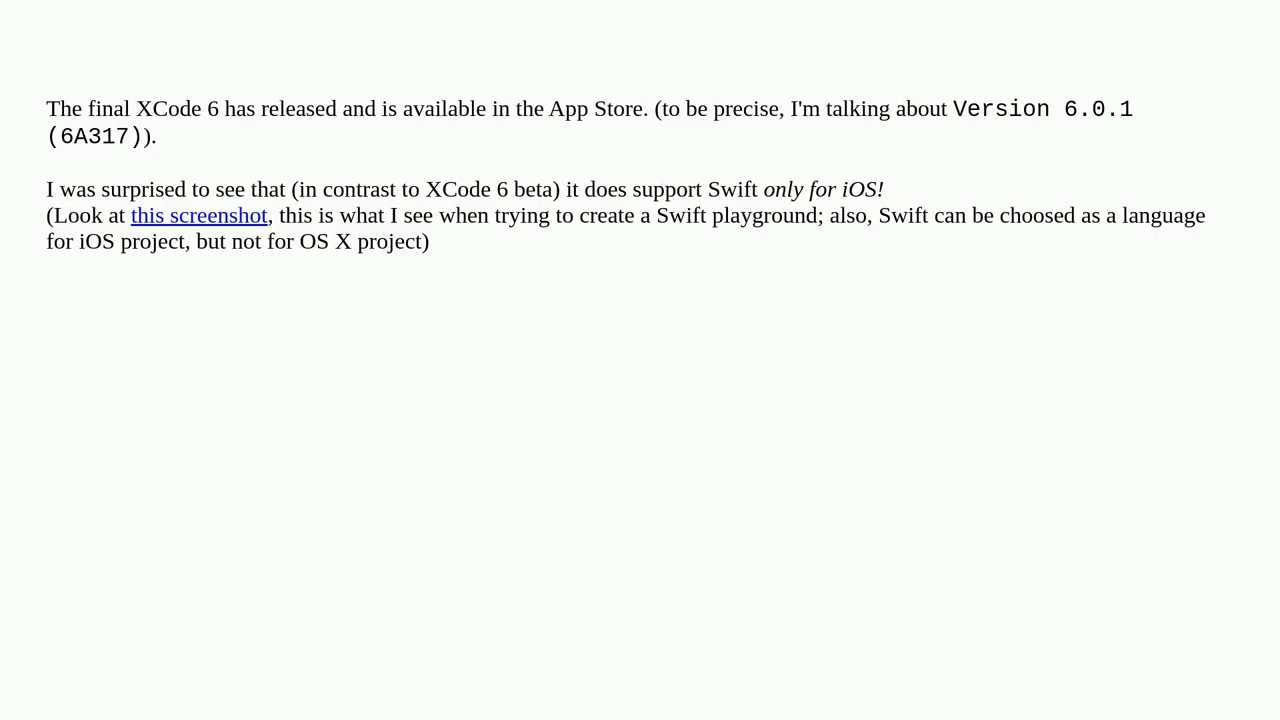 The final XCode 6 has released and is available in the App Store. (to be precise, I'm talking about Version 6.0.1
(6A317)).
I was surprised to see that (in contrast to XCode 6 beta) it does support Swift only for iOS!
(Look at this screenshot, this is what I see when trying to create a Swift playground; also, Swift can be choosed as a language
for iOS project, but not for OS X project)